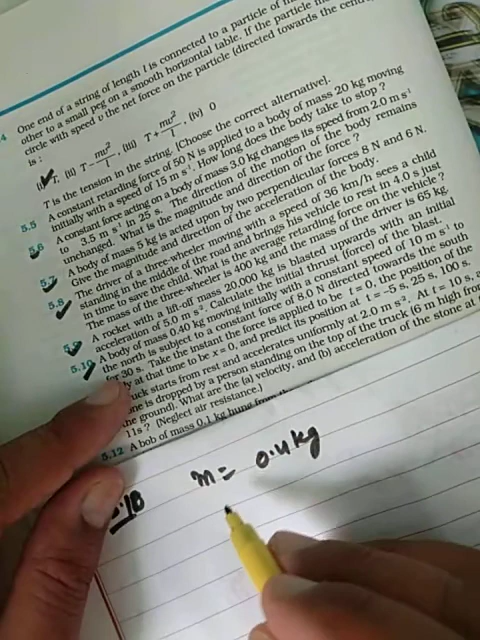 4 One end of a string of length l is connected to a particle of
other to a small peg on a smooth horizontal table. If the particle
circle with speed υ the net force on the particle (directed towards the
is :
T, (ii) T - mυ²/l, (iii) T + mυ²/l, (iv) 0
T is the tension in the string. [Choose the correct alternative].
5.5 A constant retarding force of 50 N is applied to a body of mass 20 kg moving
initially with a speed of 15 m s⁻¹. How long does the body take to stop ?
5.6 A constant force acting on a body of mass 3.0 kg changes its speed from 2.0 m s⁻¹
3.5 m s⁻¹ in 25 s. The direction of the motion of the body remains
unchanged. What is the magnitude and direction of the force ?
5.7 A body of mass 5 kg is acted upon by two perpendicular forces 8 N and 6 N.
Give the magnitude and direction of the acceleration of the body.
5.8 The driver of a three-wheeler moving with a speed of 36 km/h sees a child
standing in the middle of the road and brings his vehicle to rest in 4.0 s just
in time to save the child. What is the average retarding force on the vehicle ?
The mass of the three-wheeler is 400 kg and the mass of the driver is 65 kg.
5.9 A rocket with a lift-off mass 20,000 kg is blasted upwards with an initial
acceleration of 5.0 m s⁻². Calculate the initial thrust (force) of the blast.
5.10 A body of mass 0.40 kg moving initially with a constant speed of 10 m s⁻¹ to
the north is subject to a constant force of 8.0 N directed towards the south
for 30 s. Take the instant the force is applied to be t = 0, the position of the
at that time to be x = 0, and predict its position at t = –5 s, 25 s, 100 s.
starts from rest and accelerates uniformly at 2.0 m s⁻². At t = 10 s,
is dropped by a person standing on the top of the truck (6 m high from
the ground). What are the (a) velocity, and (b) acceleration of the stone at
11s ? (Neglect air resistance.)
5.12 A bob of mass 0.1 kg hung from the
m = 0.4 kg